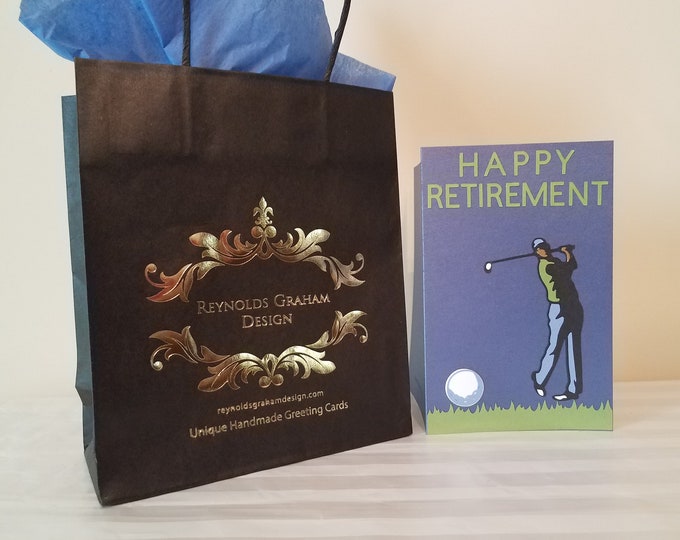 Reynolds Graham
Design
reynoldsgrahamdesign.com
Unique Handmade Greeting Cards
HAPPY
RETIREMENT